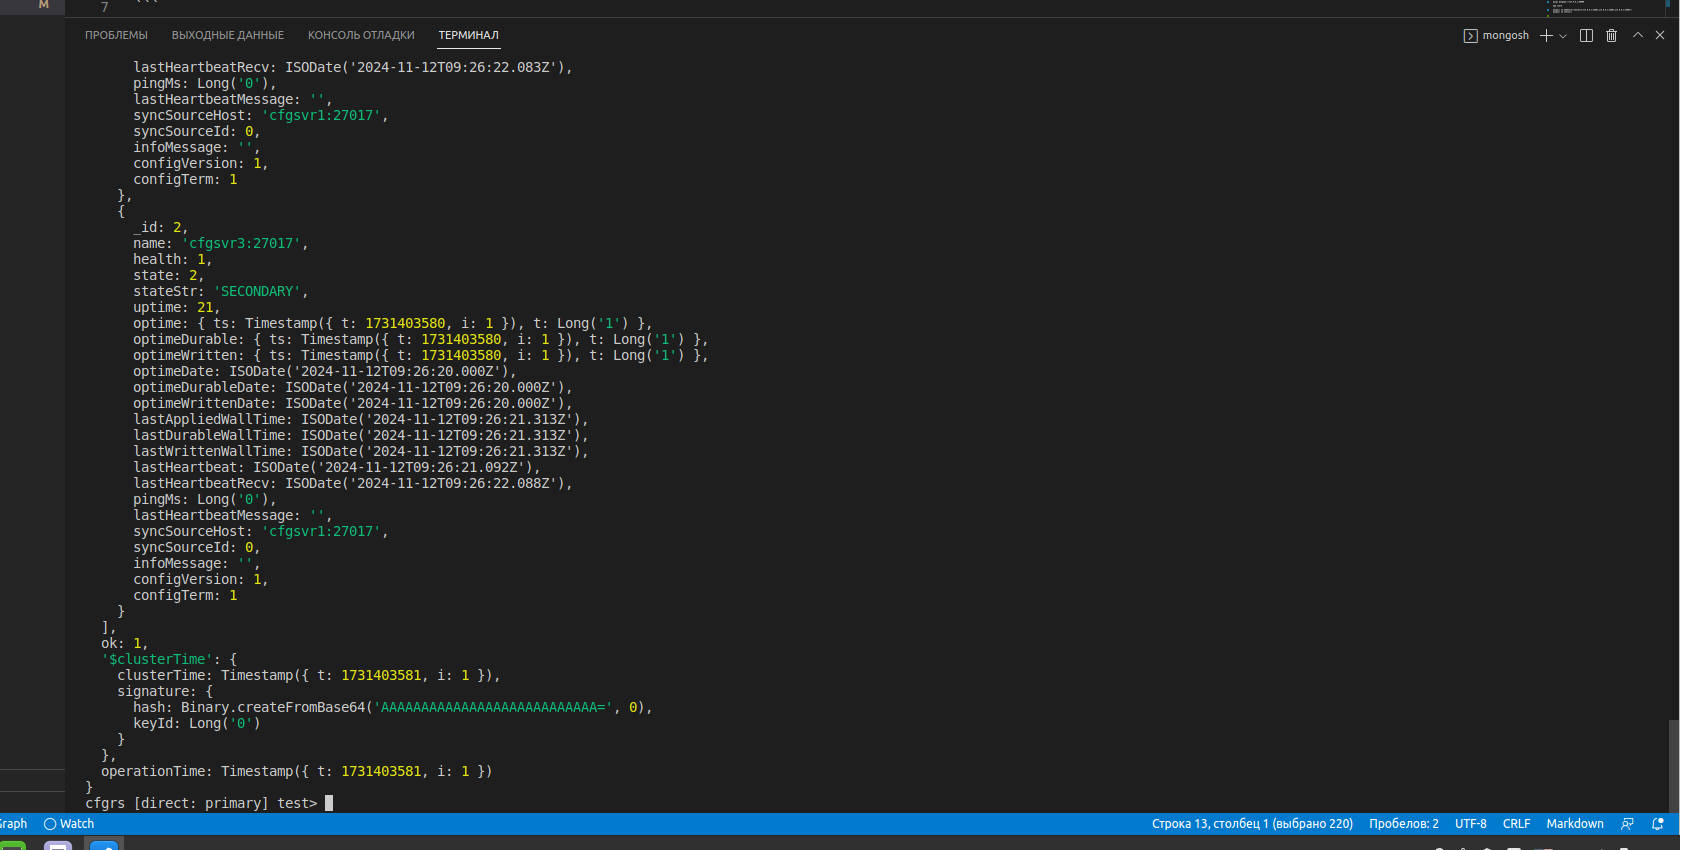 M
7 ```
ПРОБЛЕМЫ ВЫХОДНЫЕ ДАННЫЕ КОНСОЛЬ ОТЛАДКИ ТЕРМИНАЛ mongosh
lastHeartbeatRecv: ISODate('2024-11-12T09:26:22.083Z'),
pingMs: Long('0'),
lastHeartbeatMessage: '',
syncSourceHost: 'cfgsvr1:27017',
syncSourceId: 0,
infoMessage: '',
configVersion: 1,
configTerm: 1
},
{
_id: 2,
name: 'cfgsvr3:27017',
health: 1,
state: 2,
stateStr: 'SECONDARY',
uptime: 21,
optime: { ts: Timestamp({ t: 1731403580, i: 1 }), t: Long('1') },
optimeDurable: { ts: Timestamp({ t: 1731403580, i: 1 }), t: Long('1') },
optimeWritten: { ts: Timestamp({ t: 1731403580, i: 1 }), t: Long('1') },
optimeDate: ISODate('2024-11-12T09:26:20.000Z'),
optimeDurableDate: ISODate('2024-11-12T09:26:20.000Z'),
optimeWrittenDate: ISODate('2024-11-12T09:26:20.000Z'),
lastAppliedWallTime: ISODate('2024-11-12T09:26:21.313Z'),
lastDurableWallTime: ISODate('2024-11-12T09:26:21.313Z'),
lastWrittenWallTime: ISODate('2024-11-12T09:26:21.313Z'),
lastHeartbeat: ISODate('2024-11-12T09:26:21.092Z'),
lastHeartbeatRecv: ISODate('2024-11-12T09:26:22.088Z'),
pingMs: Long('0'),
lastHeartbeatMessage: '',
syncSourceHost: 'cfgsvr1:27017',
syncSourceId: 0,
infoMessage: '',
configVersion: 1,
configTerm: 1
}
],
ok: 1,
'$clusterTime': {
clusterTime: Timestamp({ t: 1731403581, i: 1 }),
signature: {
hash: Binary.createFromBase64('AAAAAAAAAAAAAAAAAAAAAAAAAAA=', 0),
keyId: Long('0')
}
},
operationTime: Timestamp({ t: 1731403581, i: 1 })
}
cfgrs [direct: primary] test>
Graph Watch Строка 13, столбец 1 (выбрано 220) Пробелов: 2 UTF-8 CRLF Markdown